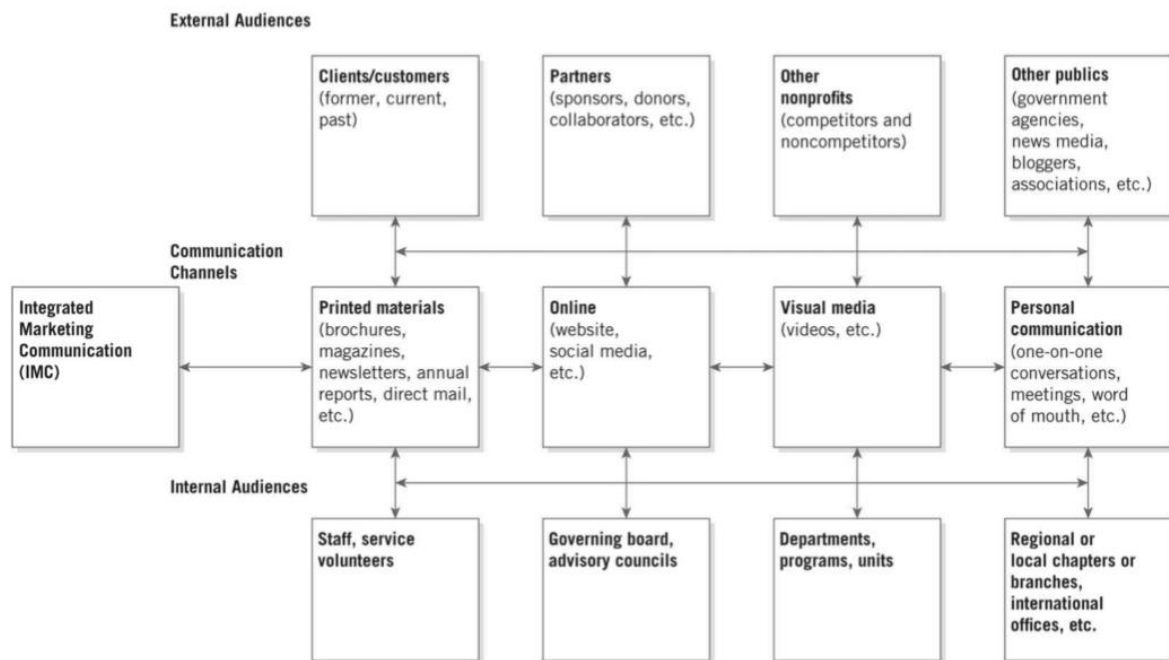 External Audiences
Clients/customers
(former, current,
past)
Partners
(sponsors, donors,
collaborators, etc.)
Other
nonprofits
(competitors and
noncompetitors)
Other publics
(government
agencies,
news media,
bloggers,
associations, etc.)
Communication
Channels
Integrated
Marketing
Communication
(IMC)
Printed materials
(brochures,
magazines,
newsletters, annual
reports, direct mail,
etc.)
Online
(website,
social media,
etc.)
Visual media
(videos, etc.)
Personal
communication
(one-on-one
conversations,
meetings, word
of mouth, etc.)
Internal Audiences
Staff, service
volunteers
Governing board,
advisory councils
Departments,
programs, units
Regional or
local chapters or
branches,
international
offices, etc.